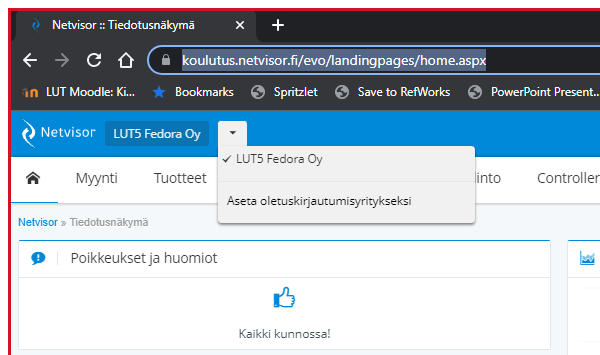 Netvisor :: Tiedotusnäkymä
koulutus.netvisor.fi/evo/landingpages/home.aspx
LUT Moodle: Ki... Bookmarks Spritzlet Save to RefWorks PowerPoint Present...
Netvisor LUT5 Fedora Oy
LUT5 Fedora Oy
Myynti Tuotteet into Controller
Aseta oletuskirjautumisyritykseksi
Netvisor » Tiedotusnäkymä
Poikkeukset ja huomiot
Kaikki kunnossa!